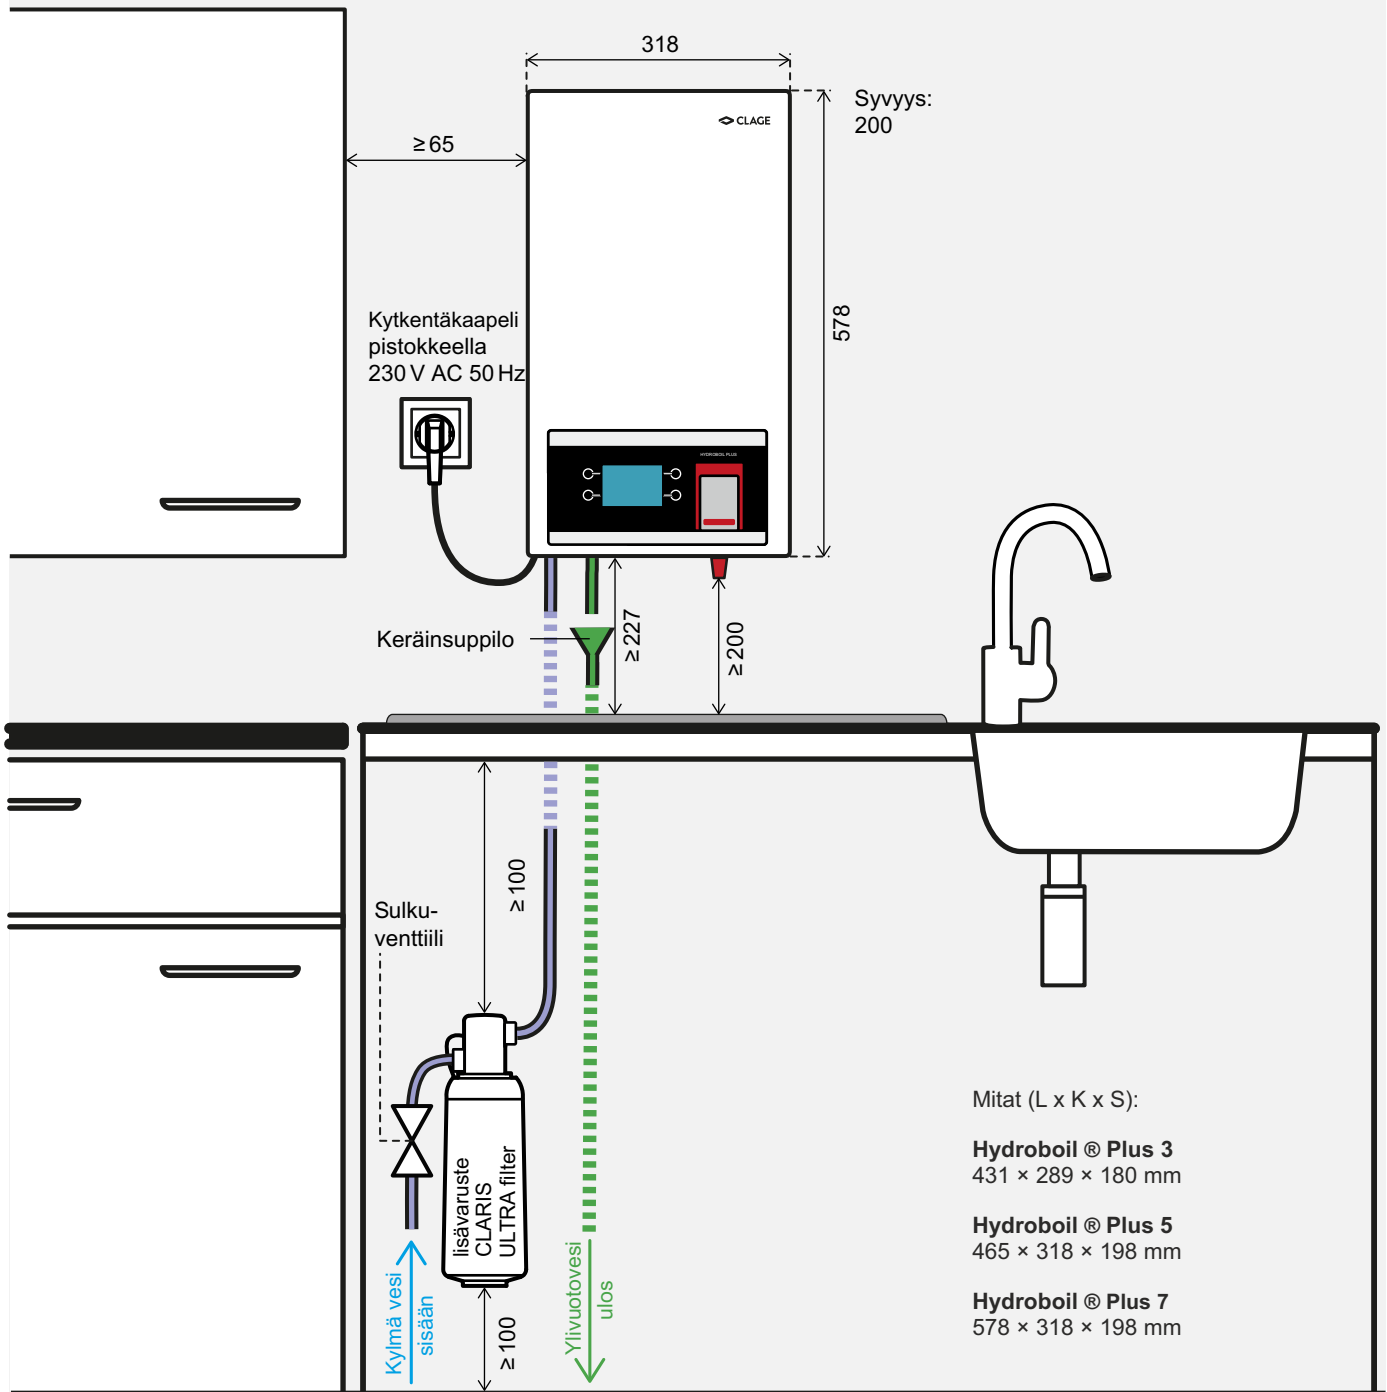 318
Syvyys:
200
CLAGE
≥ 65
578
Kytkentäkaapeli
pistokkeella
230 V AC 50 Hz
HYDROBOIL PLUS
Keräinsuppilo
≥ 227
≥ 200
≥ 100
Sulku-
venttiili
lisävaruste
CLARIS
ULTRA filter
Kylmä vesi
sisään
≥ 100
Ylivuotovesi
ulos
Mitat (L x K x S):
Hydroboil ® Plus 3
431 × 289 × 180 mm
Hydroboil ® Plus 5
465 × 318 × 198 mm
Hydroboil ® Plus 7
578 × 318 × 198 mm